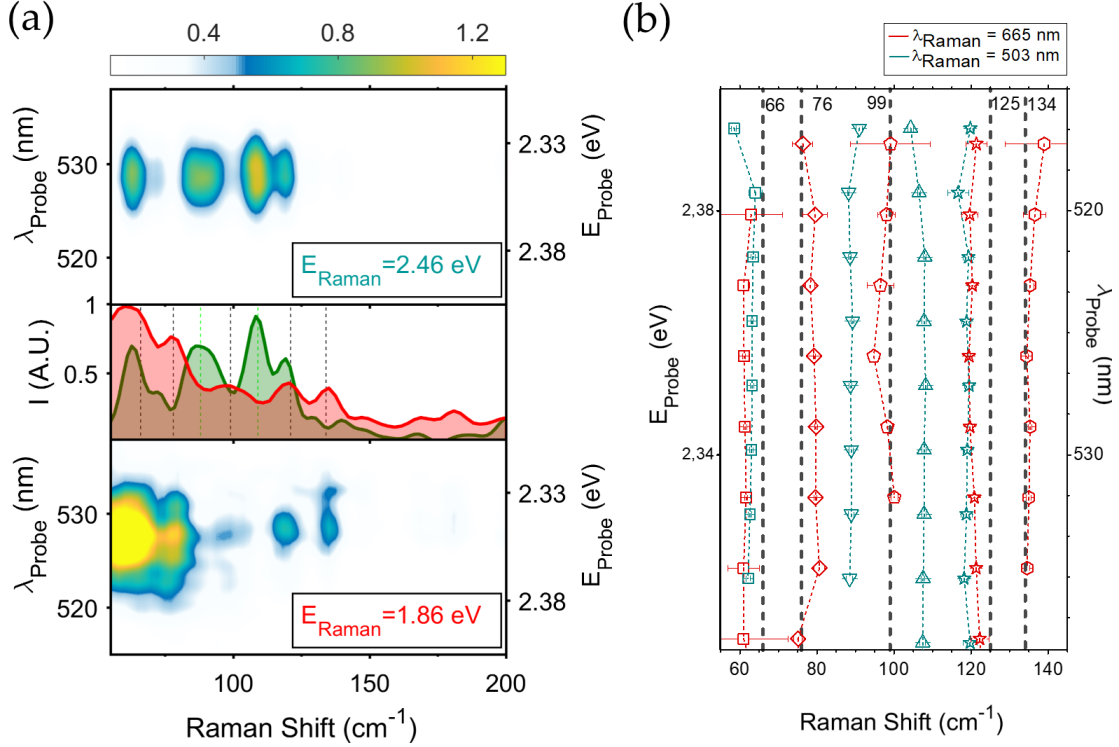 (a)
0.4 0.8 1.2
λProbe (nm)
530
520
2.33
2.38
EProbe (eV)
ERaman=2.46 eV
I (A.U.)
1
0.5
λProbe (nm)
530
520
2.33
2.38
EProbe (eV)
ERaman=1.86 eV
100 150 200
Raman Shift (cm-1)
(b)
λRaman = 665 nm
λRaman = 503 nm
66 76 99 125 134
2,38
2,34
EProbe (eV)
520
530
λProbe (nm)
60 80 100 120 140
Raman Shift (cm-1)